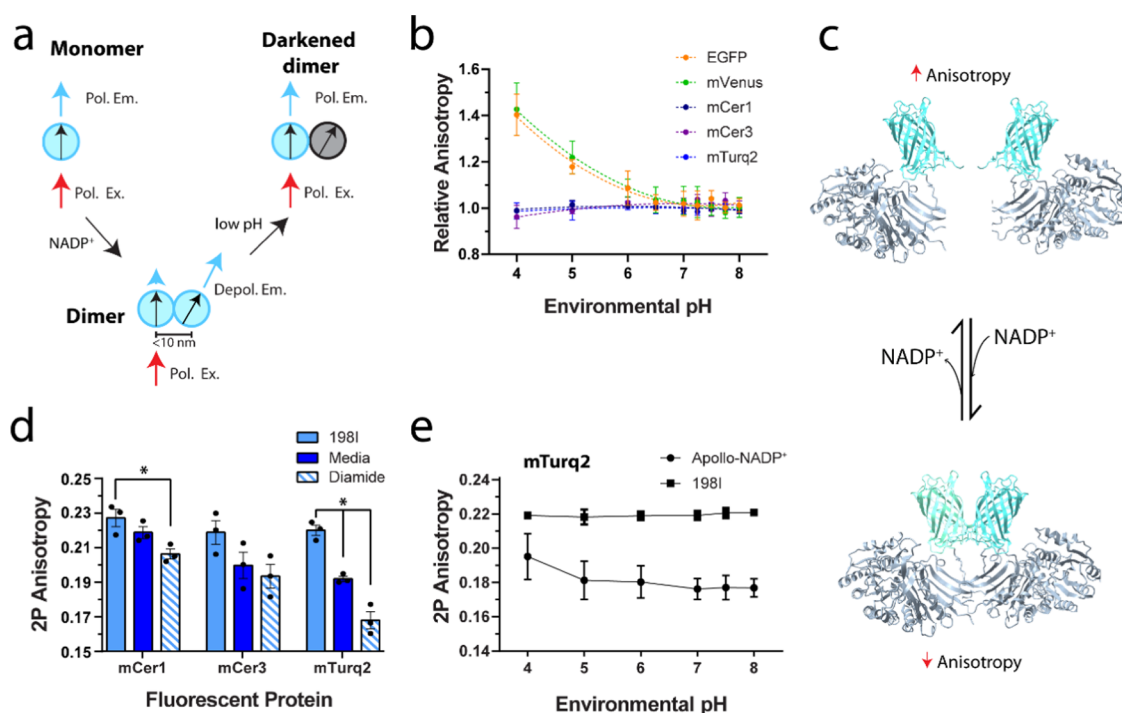 a
Monomer
Pol. Em.
Pol. Ex.
NADP+
Darkened
dimer
Pol. Em.
Pol. Ex.
low pH
Depol. Em.
Dimer
<10 nm
Pol. Ex.
b
Relative Anisotropy
1.6
1.4
1.2
1.0
0.8
EGFP
mVenus
mCer1
mCer3
mTurq2
4 5 6 7 8
Environmental pH
c
Anisotropy
NADP+
NADP+
Anisotropy
d
198I
Media
Diamide
2P Anisotropy
0.25
0.23
0.21
0.19
0.17
0.15
*
*
mCer1 mCer3 mTurq2
Fluorescent Protein
e
mTurq2
Apollo-NADP+
198I
2P Anisotropy
0.24
0.22
0.20
0.18
0.16
0.15
4 5 6 7 8
Environmental pH